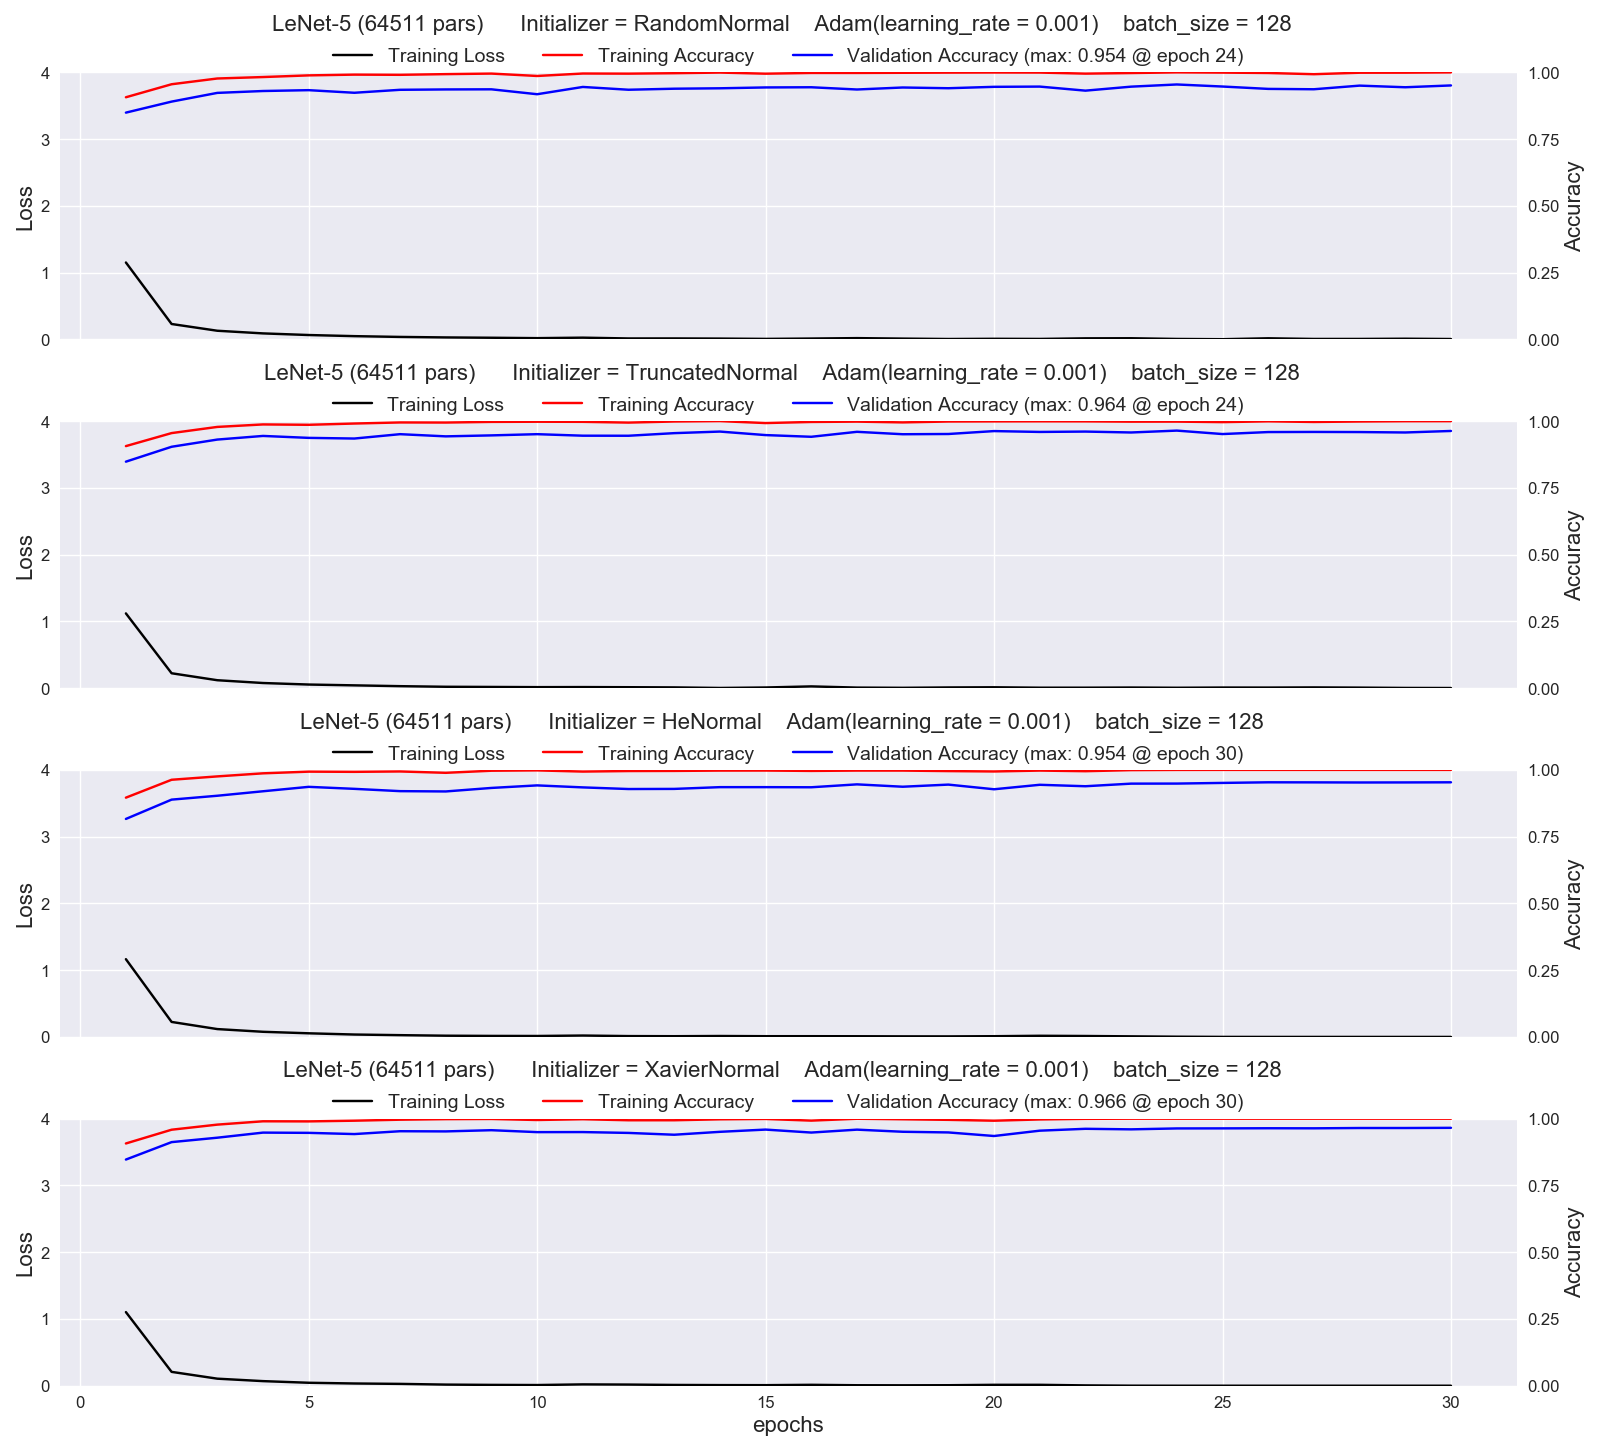 LeNet-5 (64511 pars)      Initializer = RandomNormal    Adam(learning_rate = 0.001)    batch_size = 128
Training Loss Training Accuracy Validation Accuracy (max: 0.954 @ epoch 24)
4 1.00
3 0.75
2 0.50
1 0.25
0 0.00
Loss
Accuracy
LeNet-5 (64511 pars)      Initializer = TruncatedNormal    Adam(learning_rate = 0.001)    batch_size = 128
Training Loss Training Accuracy Validation Accuracy (max: 0.964 @ epoch 24)
4 1.00
3 0.75
2 0.50
1 0.25
0 0.00
Loss
Accuracy
LeNet-5 (64511 pars)      Initializer = HeNormal    Adam(learning_rate = 0.001)    batch_size = 128
Training Loss Training Accuracy Validation Accuracy (max: 0.954 @ epoch 30)
4 1.00
3 0.75
2 0.50
1 0.25
0 0.00
Loss
Accuracy
LeNet-5 (64511 pars)      Initializer = XavierNormal    Adam(learning_rate = 0.001)    batch_size = 128
Training Loss Training Accuracy Validation Accuracy (max: 0.966 @ epoch 30)
4 1.00
3 0.75
2 0.50
1 0.25
0 0.00
Loss
Accuracy
0 5 10 15 20 25 30
epochs